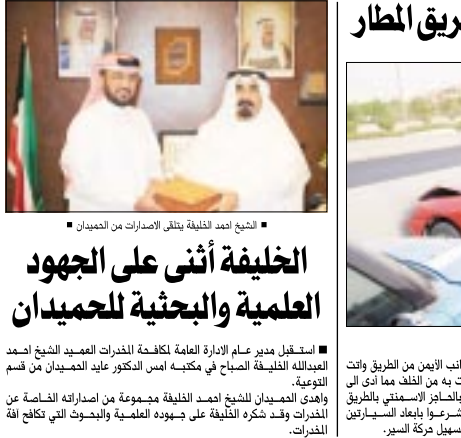 ■ الشيخ احمد الخليفة يتلقى الاصدارات من الحميدان ■
الخليفة أثنى على الجهود
العلمية والبحثية للحميدان
■ استقبل مدير عام الادارة العامة لمكافحة المخدرات العميد الشيخ احمد
العبدالله الخليفة الصباح في مكتبه امس الدكتور عايد الحميدان من قسم
التوعية.
واهدى الحميدان للشيخ احمد الخليفة مجموعة من اصداراته الخاصة عن
المخدرات وقد شكره الخليفة على جهوده العلمية والبحوث التي تكافح آفة
المخدرات.
ريق المطار
انب الأيمن من الطريق واتت
ت به من الخلف مما أدى الى
بالحاجز الاسمنتي بالطريق
شرعوا بابعاد السيارتين
سهيل حركة السير.